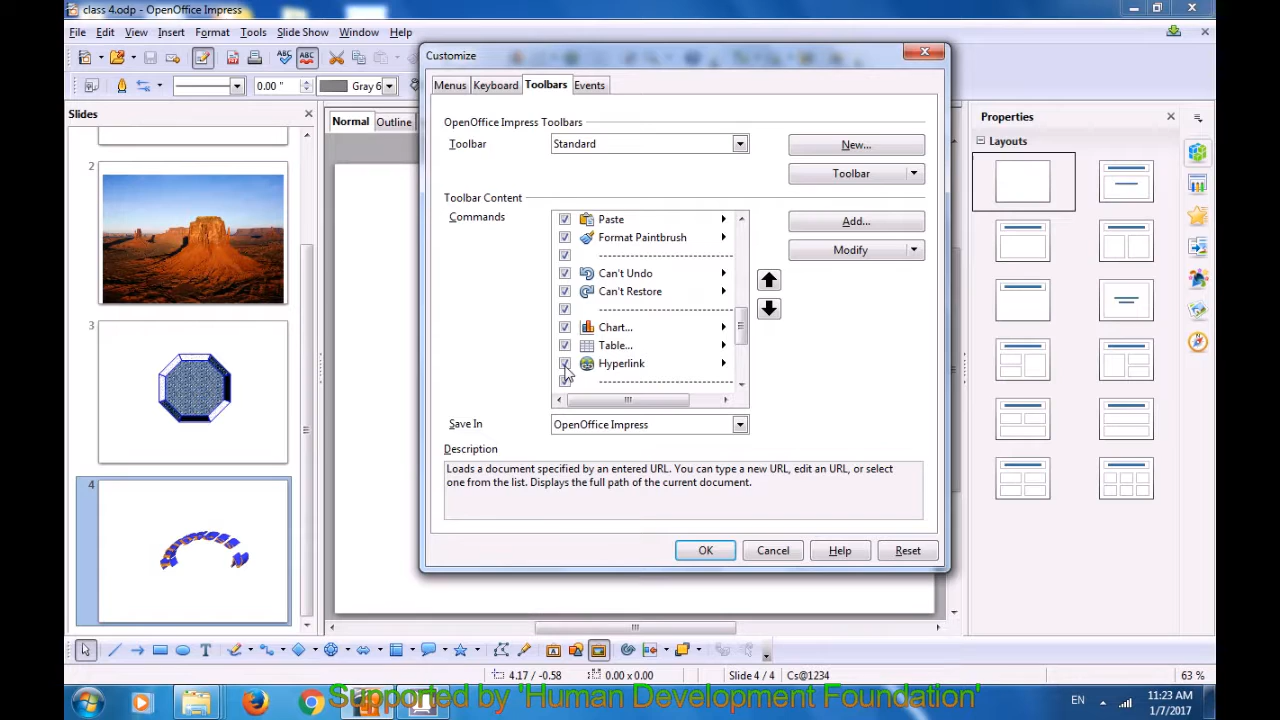 class 4.odp - OpenOffice Impress
File Edit View Insert Format Tools Slide Show Window Help
0.00 " Gray 6
Slides
2
3
4
Normal Outline
Customize
Menus Keyboard Toolbars Events
OpenOffice Impress Toolbars
Toolbar Standard New...
Toolbar
Toolbar Content
Commands
Paste
Format Paintbrush
Can't Undo
Can't Restore
Chart...
Table...
Hyperlink
Add...
Modify
Save In OpenOffice Impress
Description
Loads a document specified by an entered URL. You can type a new URL, edit an URL, or select
one from the list. Displays the full path of the current document.
OK Cancel Help Reset
Properties
Layouts
4.17 / -0.58 0.00 x 0.00 Slide 4 / 4 Cs@1234 63 %
Supported by 'Human Development Foundation'
EN 11:23 AM
1/7/2017